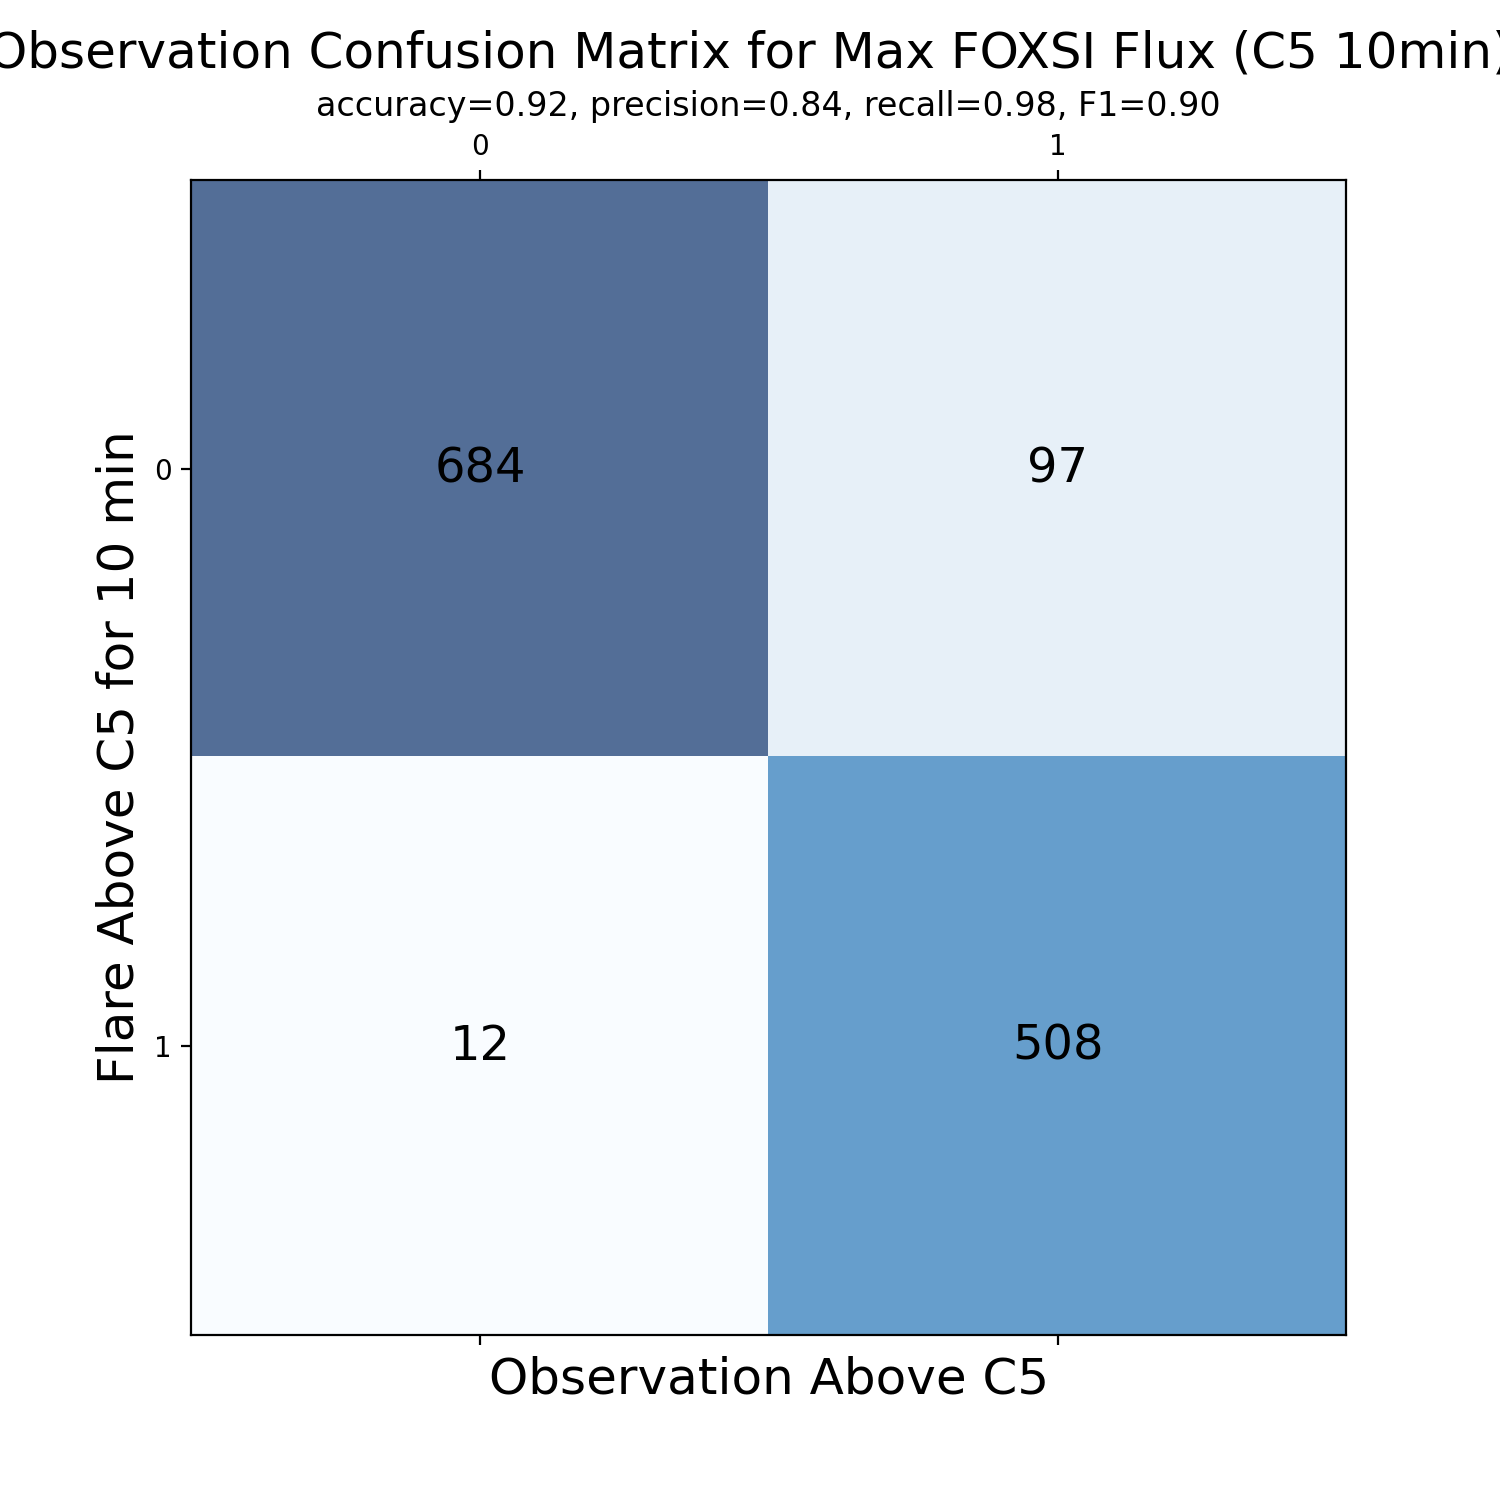 Observation Confusion Matrix for Max FOXSI Flux (C5 10min)
accuracy=0.92, precision=0.84, recall=0.98, F1=0.90
0 1
Flare Above C5 for 10 min
0 684 97
1 12 508
Observation Above C5